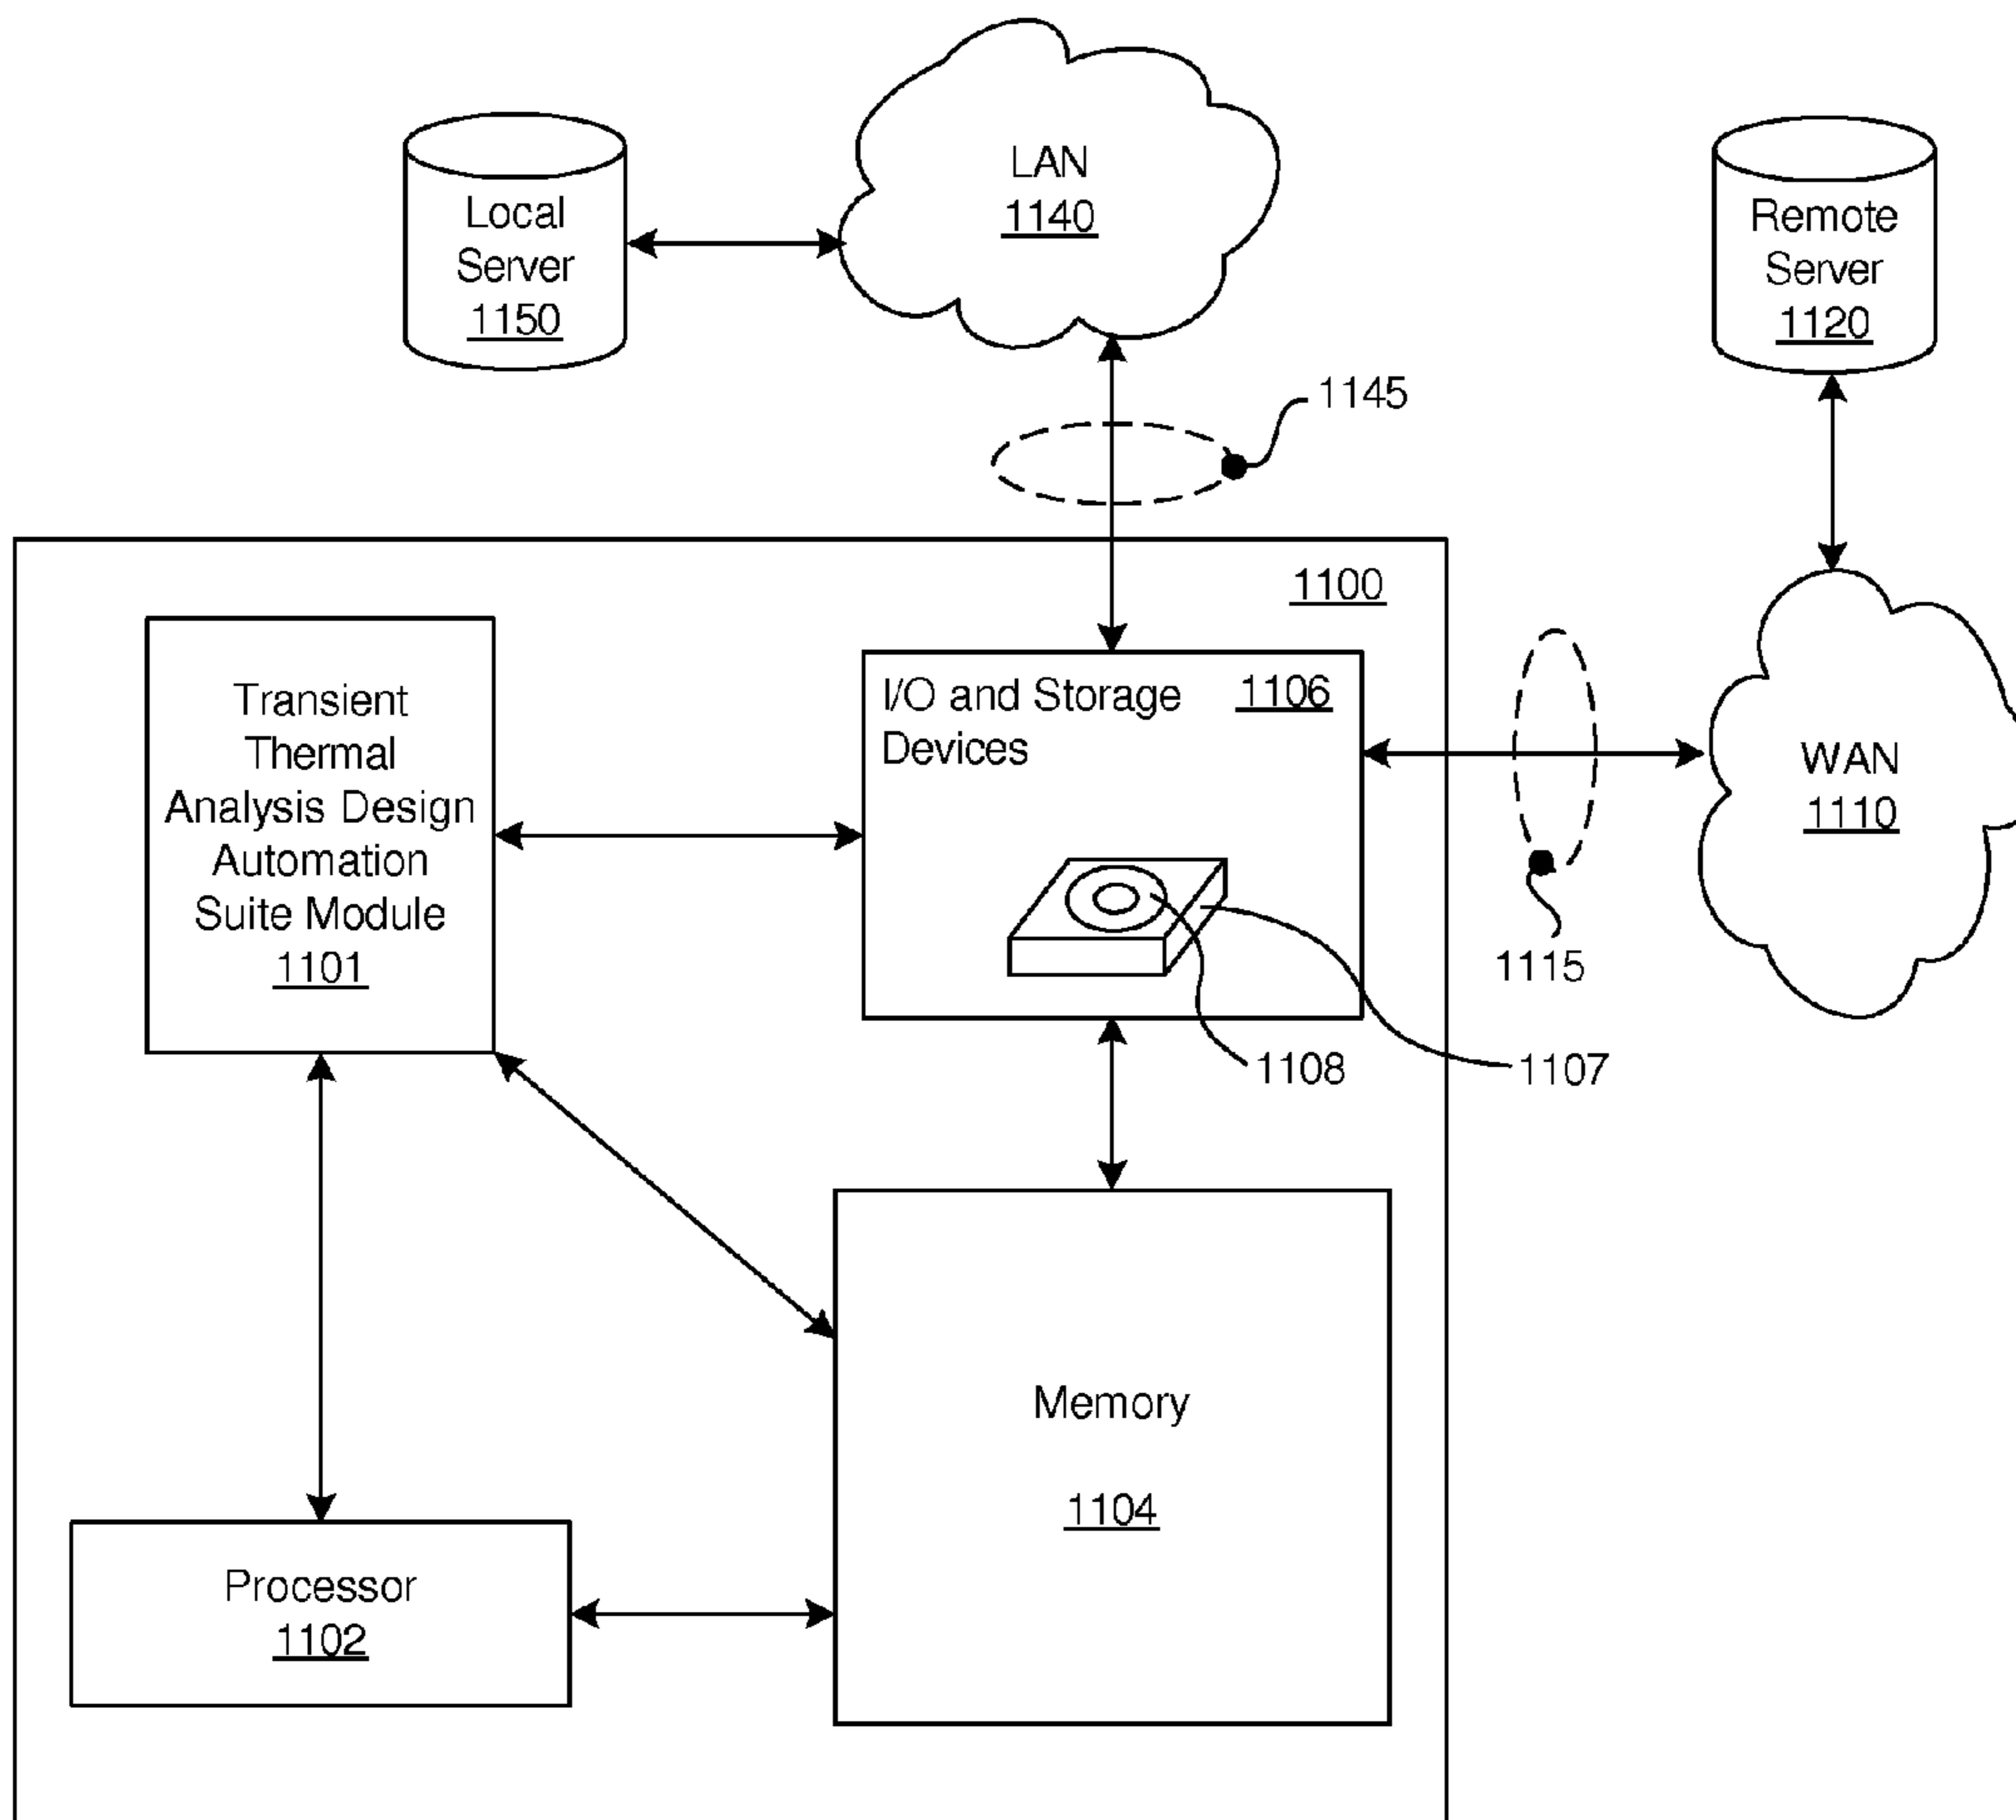 LAN
1140
Local
Server
1150
Remote
Server
1120
1145
1100
Transient
Thermal
Analysis Design
Automation
Suite Module
1101
I/O and Storage 1106
Devices
WAN
1110
1115
1108
1107
Memory
1104
Processor
1102